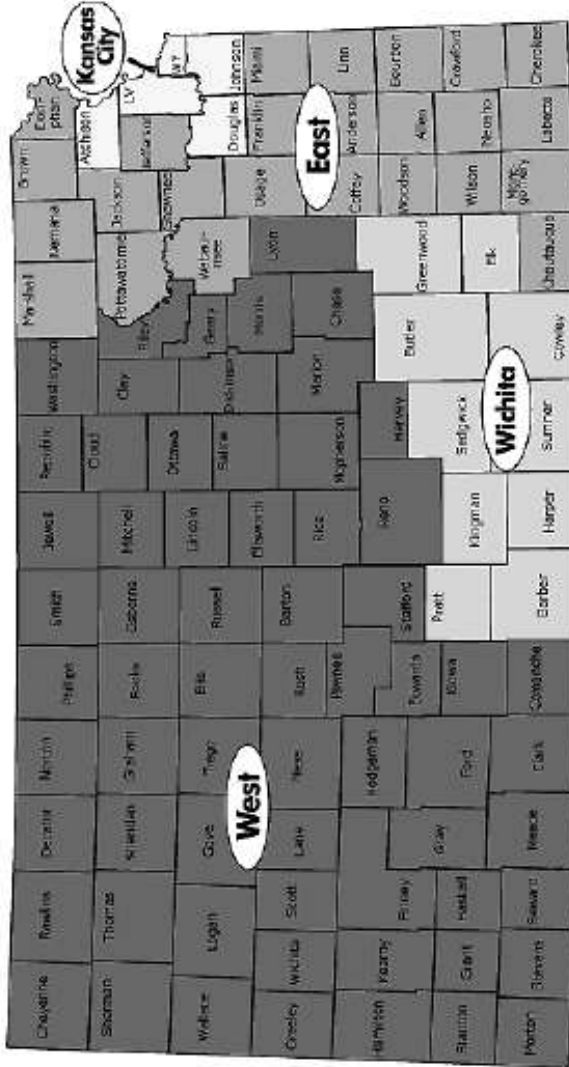 Cheyenne
Rawlins
Decatur
Norton
Phillips
Smith
Jewell
Republic
Washington
Marshall
Nemaha
Brown
Doniphan
Sherman
Thomas
Sheridan
Graham
Rooks
Osborne
Mitchell
Cloud
Clay
Riley
Pottawatomie
Jackson
Atchison
Jefferson
LV
WY
Kansas
City
Wallace
Logan
Gove
Trego
Ellis
Russell
Lincoln
Ottawa
Saline
Dickinson
Geary
Wabaunsee
Shawnee
Douglas
Johnson
West
Greeley
Wichita
Scott
Lane
Ness
Rush
Barton
Ellsworth
Rice
McPherson
Marion
Morris
Chase
Lyon
Osage
Franklin
Miami
East
Coffey
Anderson
Linn
Hamilton
Kearny
Finney
Hodgeman
Pawnee
Stafford
Reno
Harvey
Butler
Greenwood
Woodson
Allen
Bourbon
Stanton
Grant
Haskell
Gray
Ford
Edwards
Kiowa
Pratt
Kingman
Sedgwick
Wichita
Elk
Wilson
Neosho
Crawford
Morton
Stevens
Seward
Meade
Clark
Comanche
Barber
Harper
Sumner
Cowley
Chautauqua
Mont-
gomery
Labette
Cherokee